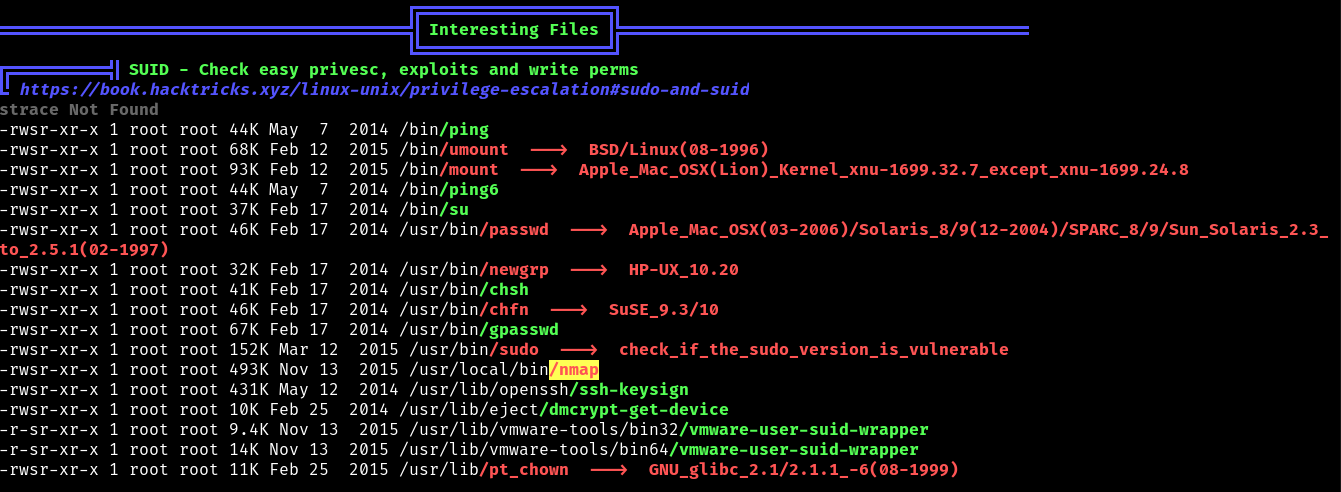 Interesting Files
SUID - Check easy privesc, exploits and write perms
https://book.hacktricks.xyz/linux-unix/privilege-escalation#sudo-and-suid
strace Not Found
-rwsr-xr-x 1 root root 44K May  7  2014 /bin/ping
-rwsr-xr-x 1 root root 68K Feb 12  2015 /bin/umount  --->  BSD/Linux(08-1996)
-rwsr-xr-x 1 root root 93K Feb 12  2015 /bin/mount  --->  Apple_Mac_OSX(Lion)_Kernel_xnu-1699.32.7_except_xnu-1699.24.8
-rwsr-xr-x 1 root root 44K May  7  2014 /bin/ping6
-rwsr-xr-x 1 root root 37K Feb 17  2014 /bin/su
-rwsr-xr-x 1 root root 46K Feb 17  2014 /usr/bin/passwd  --->  Apple_Mac_OSX(03-2006)/Solaris_8/9(12-2004)/SPARC_8/9/Sun_Solaris_2.3_
to_2.5.1(02-1997)
-rwsr-xr-x 1 root root 32K Feb 17  2014 /usr/bin/newgrp  --->  HP-UX_10.20
-rwsr-xr-x 1 root root 41K Feb 17  2014 /usr/bin/chsh
-rwsr-xr-x 1 root root 46K Feb 17  2014 /usr/bin/chfn  --->  SuSE_9.3/10
-rwsr-xr-x 1 root root 67K Feb 17  2014 /usr/bin/gpasswd
-rwsr-xr-x 1 root root 152K Mar 12  2015 /usr/bin/sudo  --->  check_if_the_sudo_version_is_vulnerable
-rwsr-xr-x 1 root root 493K Nov 13  2015 /usr/local/bin/nmap
-rwsr-xr-x 1 root root 431K May 12  2014 /usr/lib/openssh/ssh-keysign
-rwsr-xr-x 1 root root 10K Feb 25  2014 /usr/lib/eject/dmcrypt-get-device
-r-sr-xr-x 1 root root 9.4K Nov 13  2015 /usr/lib/vmware-tools/bin32/vmware-user-suid-wrapper
-r-sr-xr-x 1 root root 14K Nov 13  2015 /usr/lib/vmware-tools/bin64/vmware-user-suid-wrapper
-rwsr-xr-x 1 root root 11K Feb 25  2015 /usr/lib/pt_chown  --->  GNU_glibc_2.1/2.1.1_-6(08-1999)